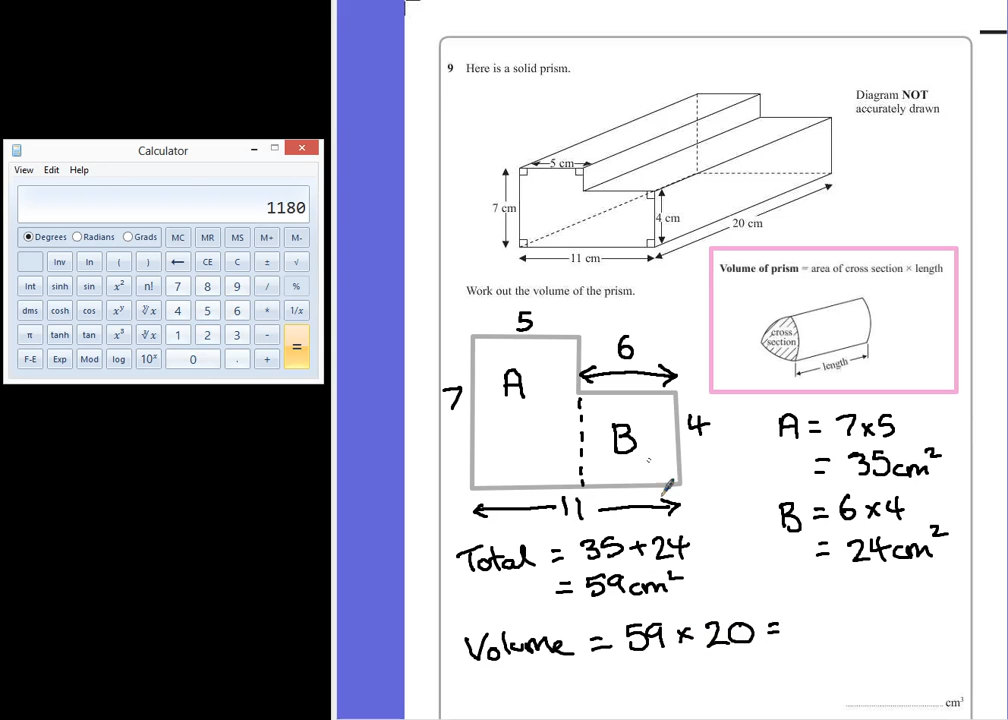 Calculator
View Edit Help
1180
Degrees Radians Grads MC MR MS M+ M-
Inv ln ( ) ← CE C ± √
Int sinh sin x² n! 7 8 9 / %
dms cosh cos xʸ ʸ√x 4 5 6 * 1/x
π tanh tan x³ ³√x 1 2 3 - =
F-E Exp Mod log 10ˣ 0 . +
9 Here is a solid prism.
Diagram NOT
accurately drawn
5 cm
7 cm
4 cm
20 cm
11 cm
Volume of prism = area of cross section × length
cross
section
length
Work out the volume of the prism.
5
6
7
A
B
4
11
A = 7×5
= 35cm²
B = 6×4
= 24cm²
Total = 35+24
= 59cm²
Volume = 59 × 20 =
cm³